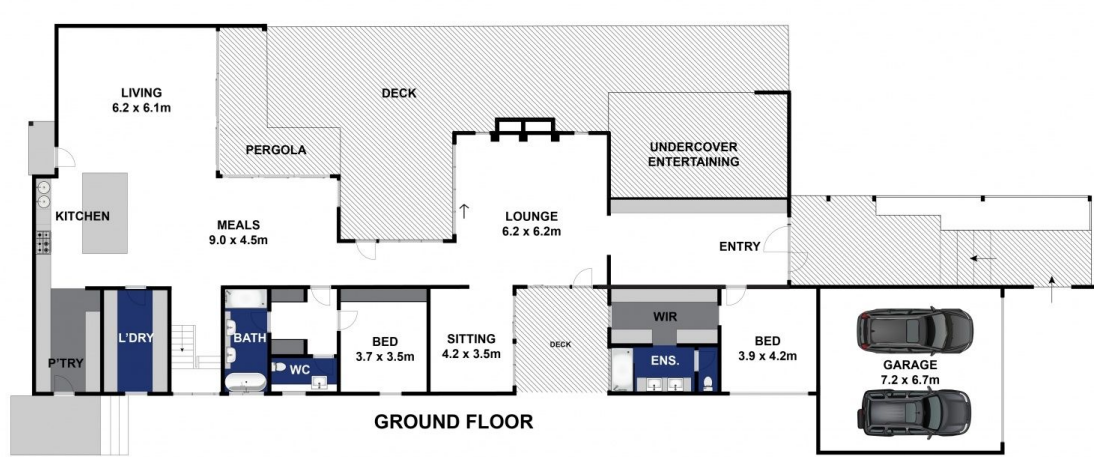 LIVING
6.2 x 6.1m
DECK
PERGOLA
UNDERCOVER
ENTERTAINING
KITCHEN
MEALS
9.0 x 4.5m
LOUNGE
6.2 x 6.2m
ENTRY
P'TRY
L'DRY
BATH
WC
BED
3.7 x 3.5m
SITTING
4.2 x 3.5m
DECK
WIR
ENS.
BED
3.9 x 4.2m
GARAGE
7.2 x 6.7m
GROUND FLOOR